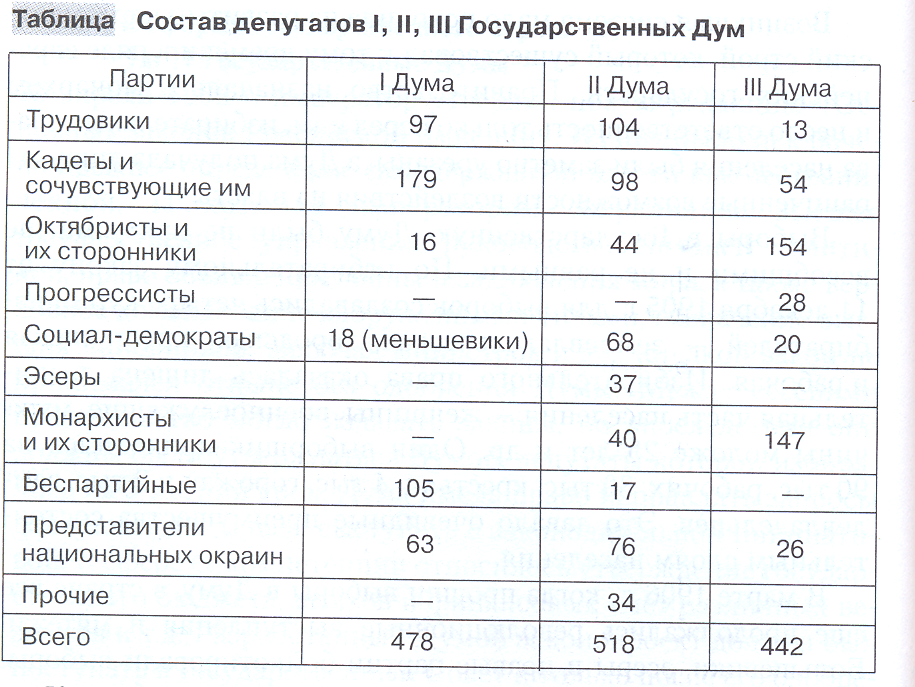 Таблица Состав депутатов I, II, III Государственных Дум
Партии I Дума II Дума III Дума
Трудовики 97 104 13
Кадеты и
сочувствующие им 179 98 54
Октябристы и
их сторонники 16 44 154
Прогрессисты — — 28
Социал-демократы 18 (меньшевики) 68 20
Эсеры — 37 —
Монархисты
и их сторонники — 40 147
Беспартийные 105 17 —
Представители
национальных окраин 63 76 26
Прочие — 34 —
Всего 478 518 442